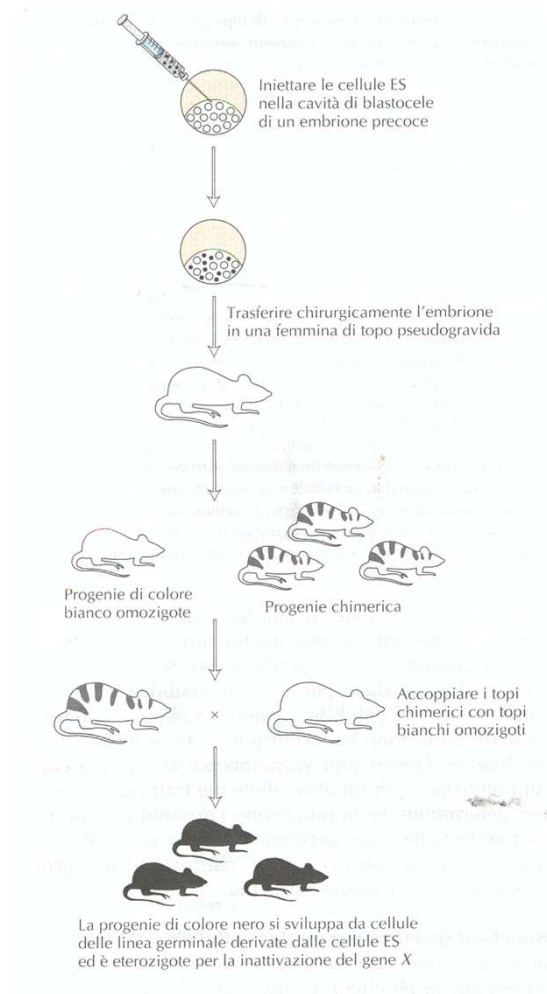 Iniettare le cellule ES
nella cavità di blastocele
di un embrione precoce
Trasferire chirurgicamente l'embrione
in una femmina di topo pseudogravida
Progenie di colore
bianco omozigote
Progenie chimerica
×
Accoppiare i topi
chimerici con topi
bianchi omozigoti
La progenie di colore nero si sviluppa da cellule
delle linea germinale derivate dalle cellule ES
ed è eterozigote per la inattivazione del gene X